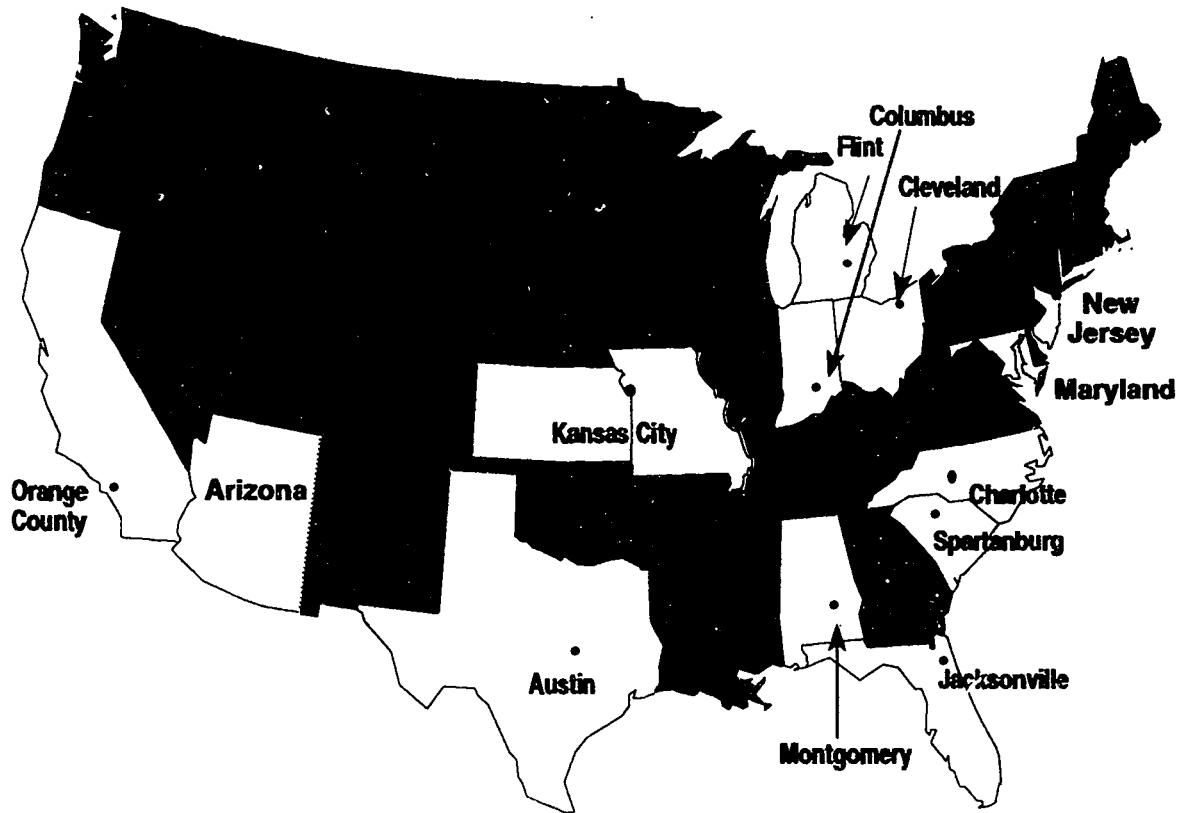 Columbus
Flint
Cleveland
New
Jersey
Maryland
Kansas City
Orange
County
Arizona
Charlotte
Spartanburg
Austin
Jacksonville
Montgomery